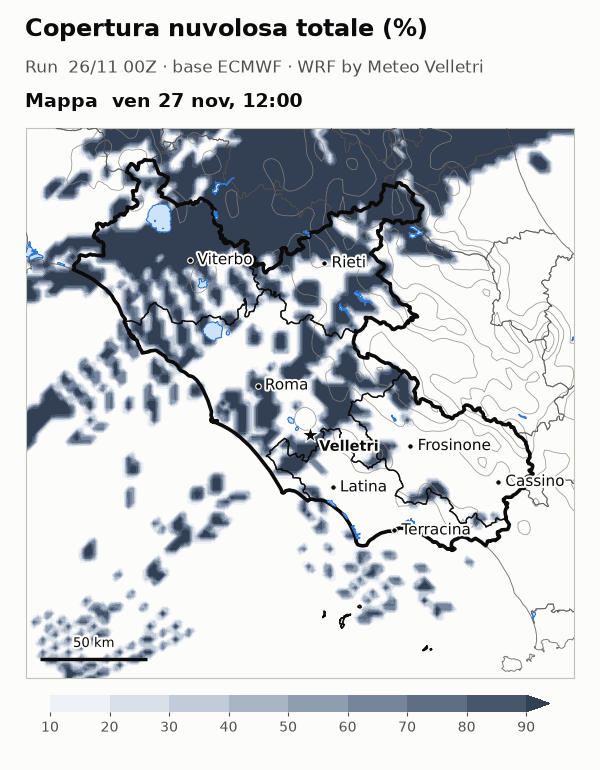 Copertura nuvolosa totale (%)
Run  26/11 00Z · base ECMWF · WRF by Meteo Velletri
Mappa  ven 27 nov, 12:00
Viterbo
Rieti
Roma
Velletri
Frosinone
Cassino
Latina
Terracina
50 km
10 20 30 40 50 60 70 80 90